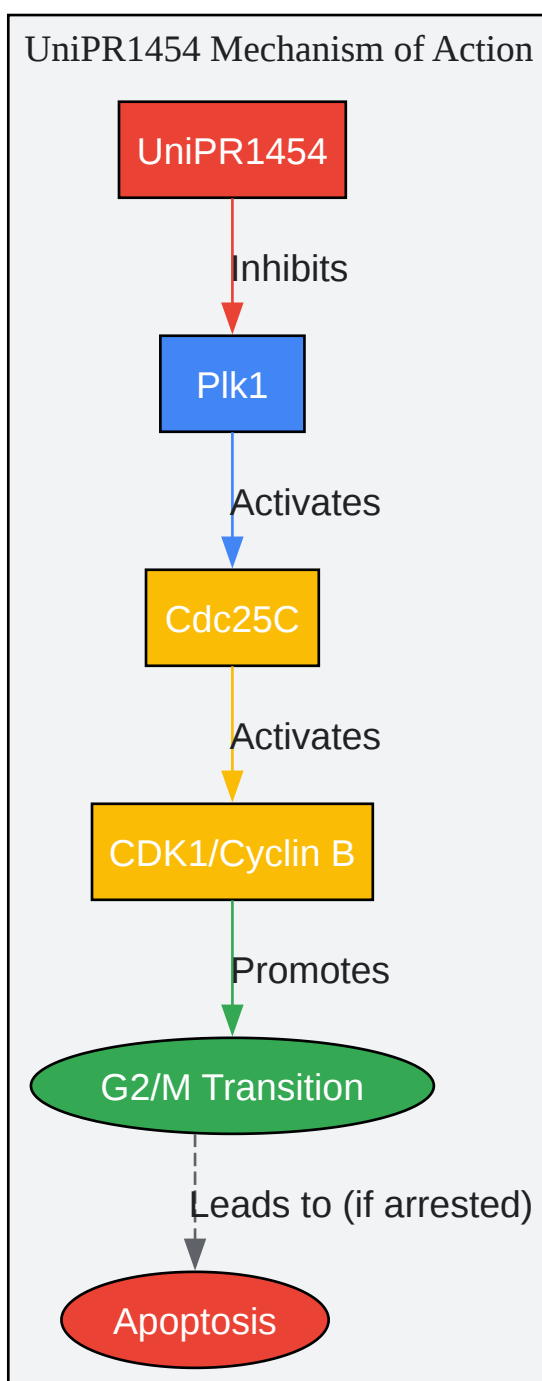 UniPR1454 Mechanism of Action
UniPR1454
Inhibits
Plk1
Activates
Cdc25C
Activates
CDK1/Cyclin B
Promotes
G2/M Transition
Leads to (if arrested)
Apoptosis